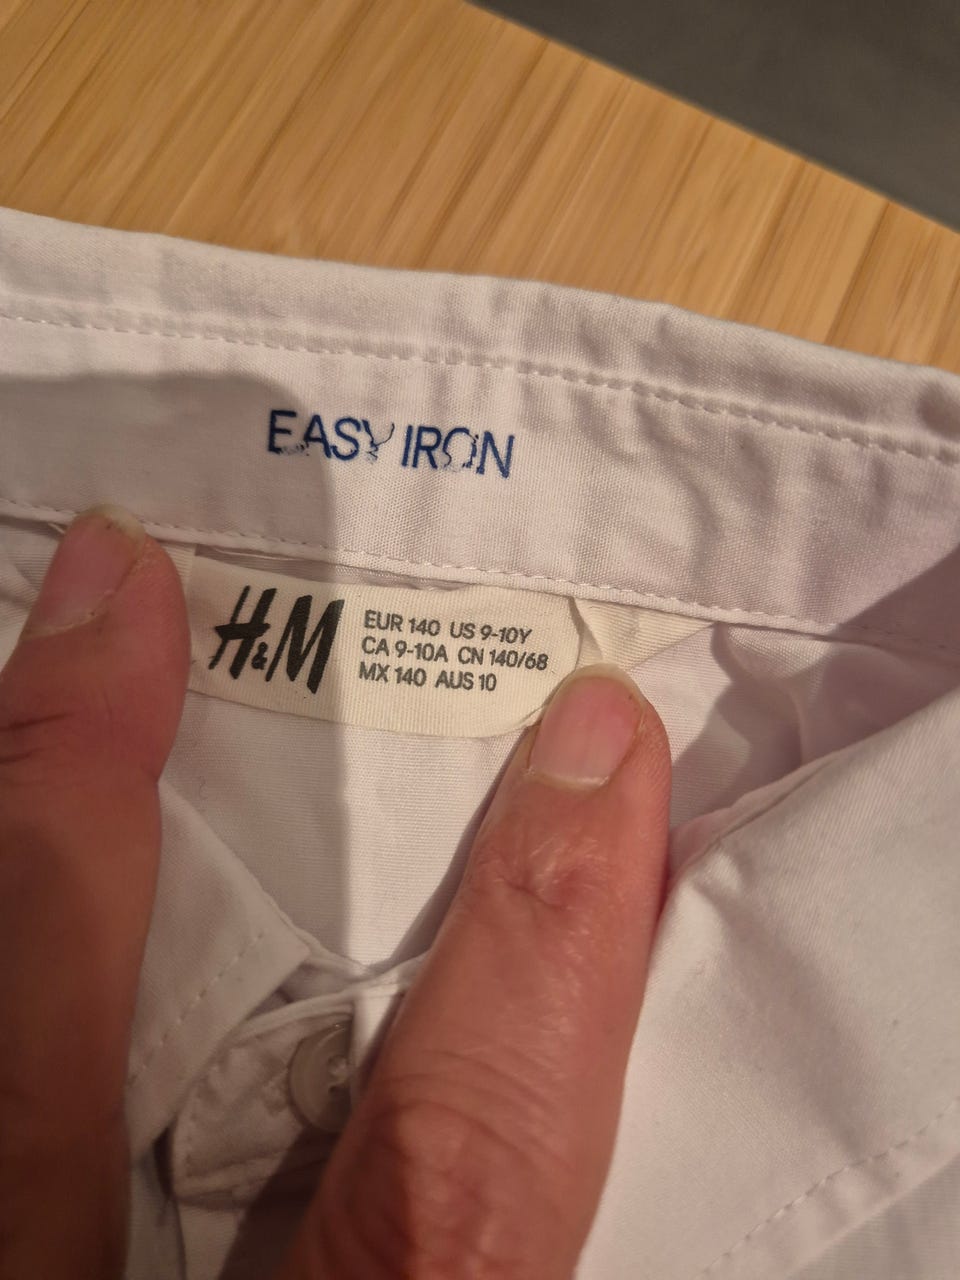 EASY IRON
H&M
EUR 140 US 9-10Y
CA 9-10A CN 140/68
MX 140 AUS 10